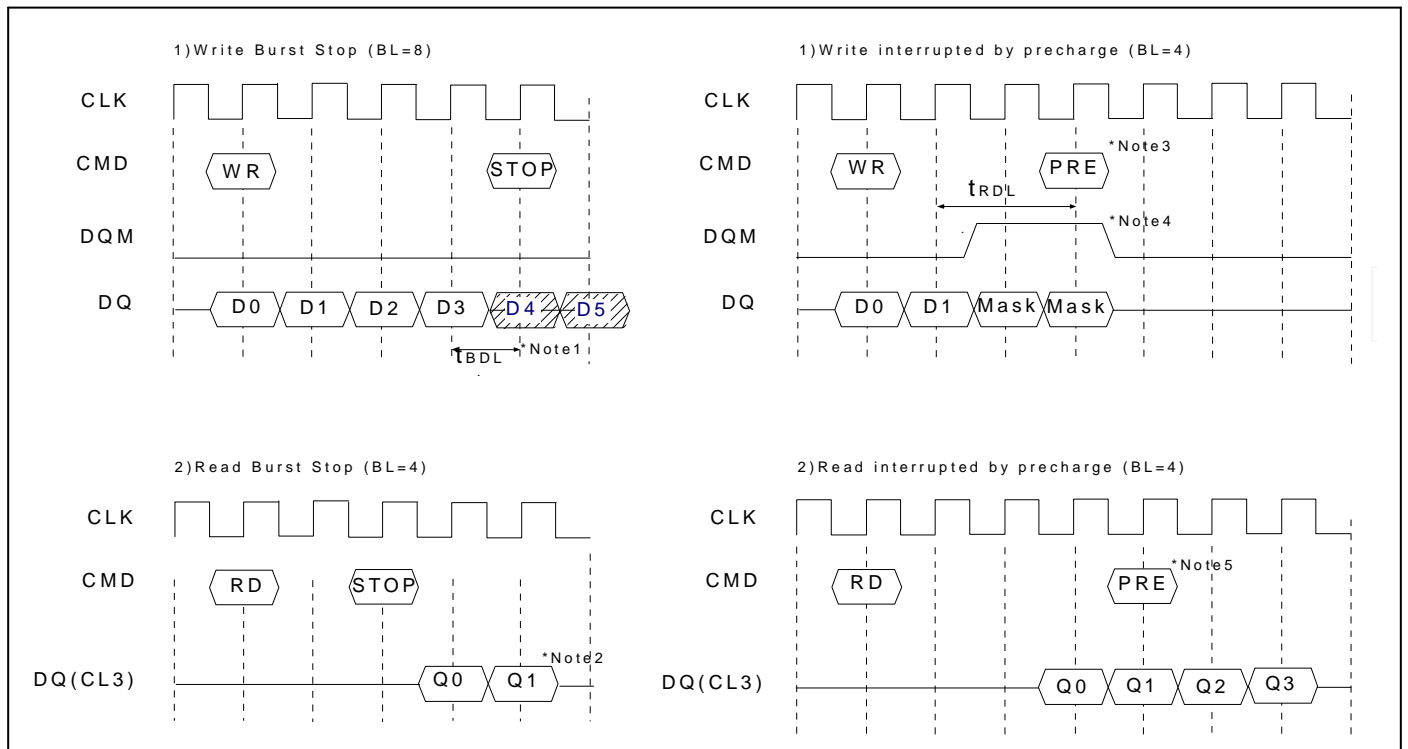 1)Write Burst Stop (BL=8)
CLK
CMD
WR
STOP
DQM
DQ
D0
D1
D2
D3
D4
D5
tBDL
*Note1
1)Write interrupted by precharge (BL=4)
CLK
CMD
WR
PRE
*Note3
tRDL
DQM
*Note4
DQ
D0
D1
Mask
Mask
2)Read Burst Stop (BL=4)
CLK
CMD
RD
STOP
DQ(CL3)
Q0
Q1
*Note2
2)Read interrupted by precharge (BL=4)
CLK
CMD
RD
PRE
*Note5
DQ(CL3)
Q0
Q1
Q2
Q3